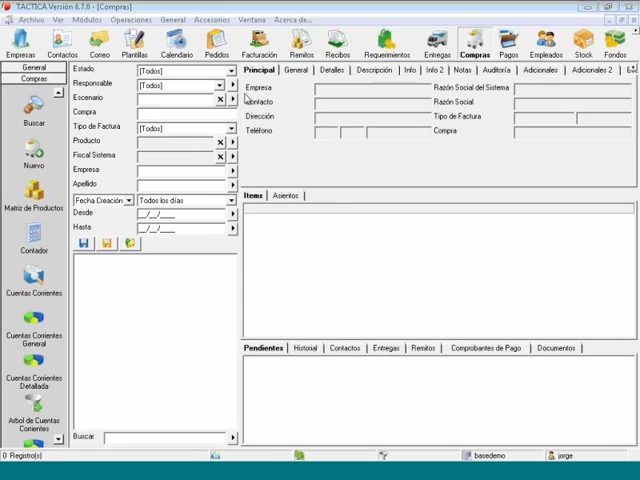 TACTICA Versión 6.7.0 - [Compras]
Archivo Ver Módulos Operaciones General Accesorios Ventana Acerca de...
Empresas Contactos Correo Plantillas Calendario Pedidos Facturación Remitos Recibos Requerimientos Entregas Compras Pagos Empleados Stock Fondos
General
Compras
Buscar
Nuevo
Matriz de Productos
Contador
Cuentas Corrientes
Cuentas Corrientes General
Cuentas Corrientes Detallada
Arbol de Cuentas Corrientes
Estado [Todos]
Responsable [Todos]
Escenario
Compra
Tipo de Factura [Todos]
Producto
Fiscal Sistema
Empresa
Apellido
Fecha Creación Todos los días
Desde __/__/____
Hasta __/__/____
Buscar
Principal General Detalles Descripción Info Info 2 Notas Auditoría Adicionales Adicionales 2
Empresa Razón Social del Sistema
Contacto Razón Social
Dirección Tipo de Factura
Teléfono Compra
Items Asientos
Pendientes Historial Contactos Entregas Remitos Comprobantes de Pago Documentos
0 Registro(s) basedemo jorge